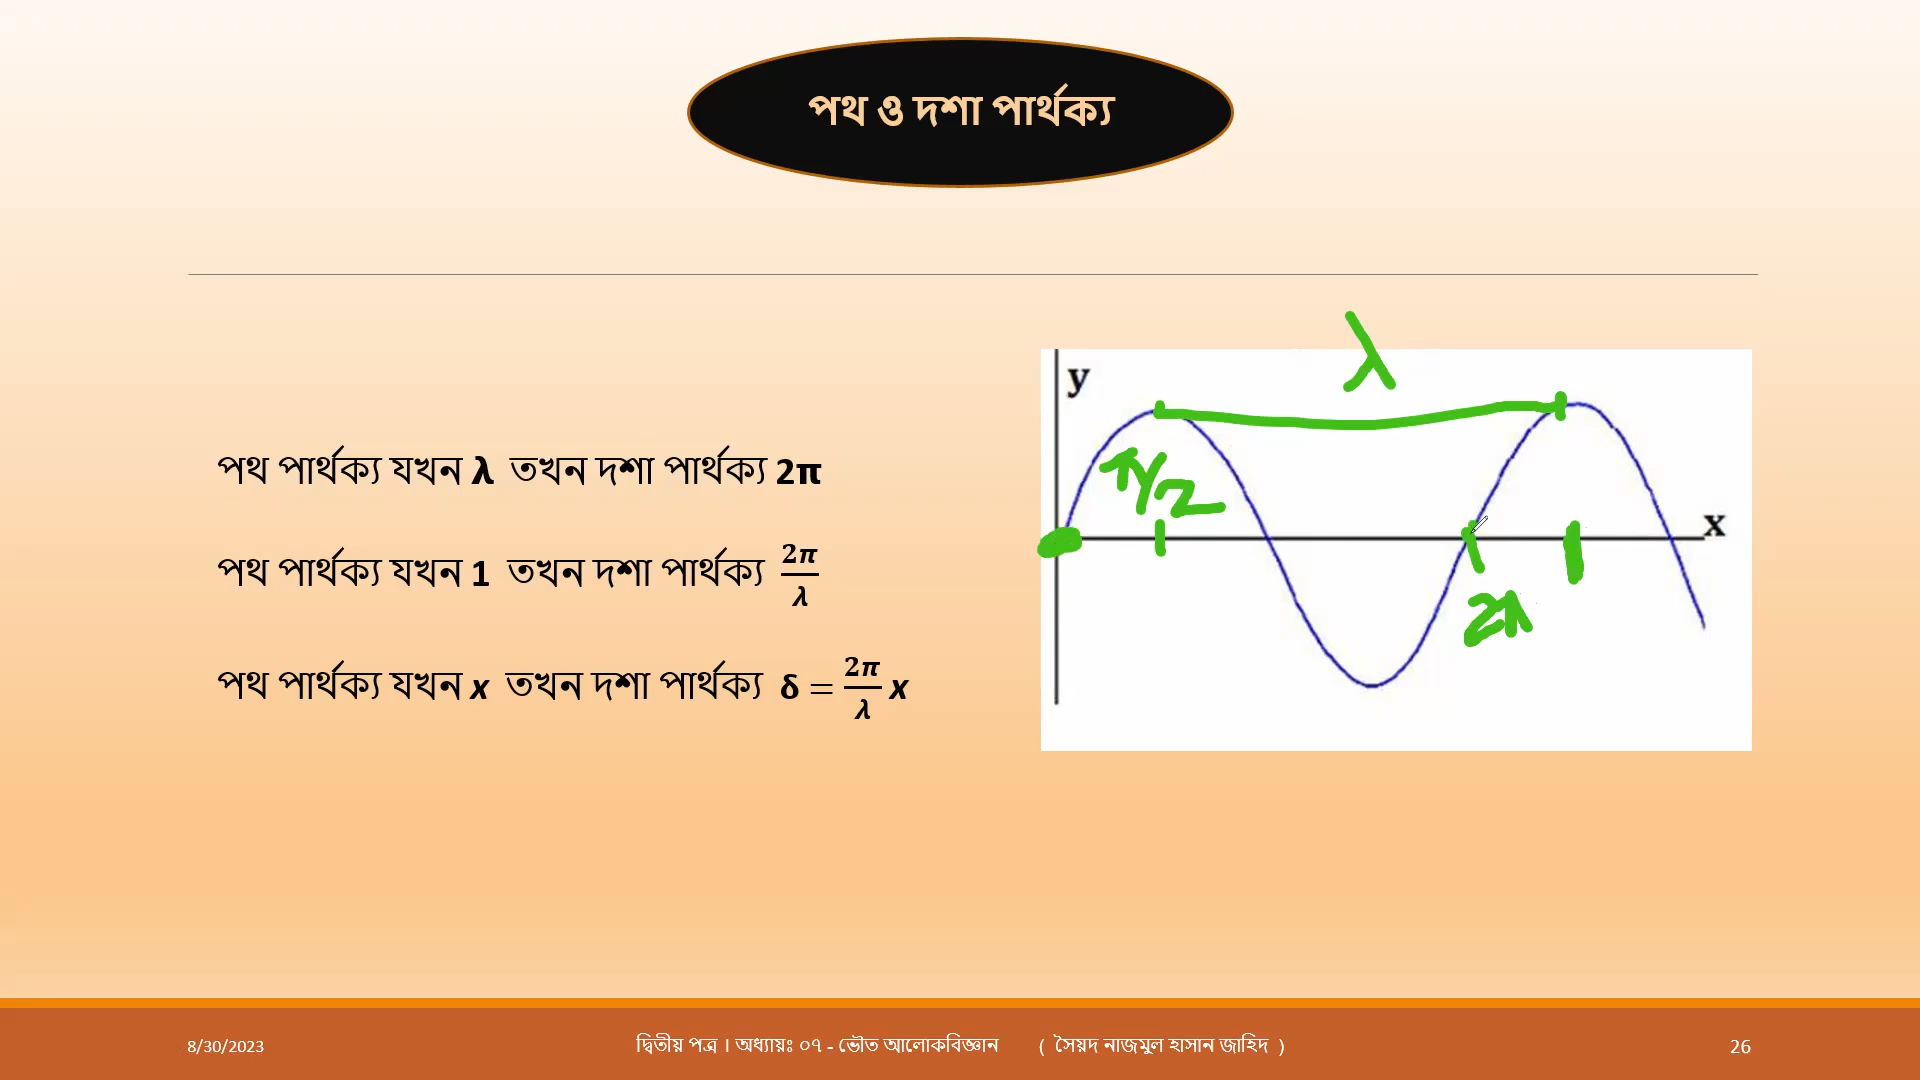 পথ ও দশা পার্থক্য
λ
y
π/2
x
2π
পথ পার্থক্য যখন λ তখন দশা পার্থক্য 2π
পথ পার্থক্য যখন 1 তখন দশা পার্থক্য 2π/λ
পথ পার্থক্য যখন x তখন দশা পার্থক্য δ = 2π/λ x
8/30/2023 দ্বিতীয় পত্র । অধ্যায়ঃ ০৭ - ভৌত আলোকবিজ্ঞান ( সৈয়দ নাজমুল হাসান জাহিদ ) 26